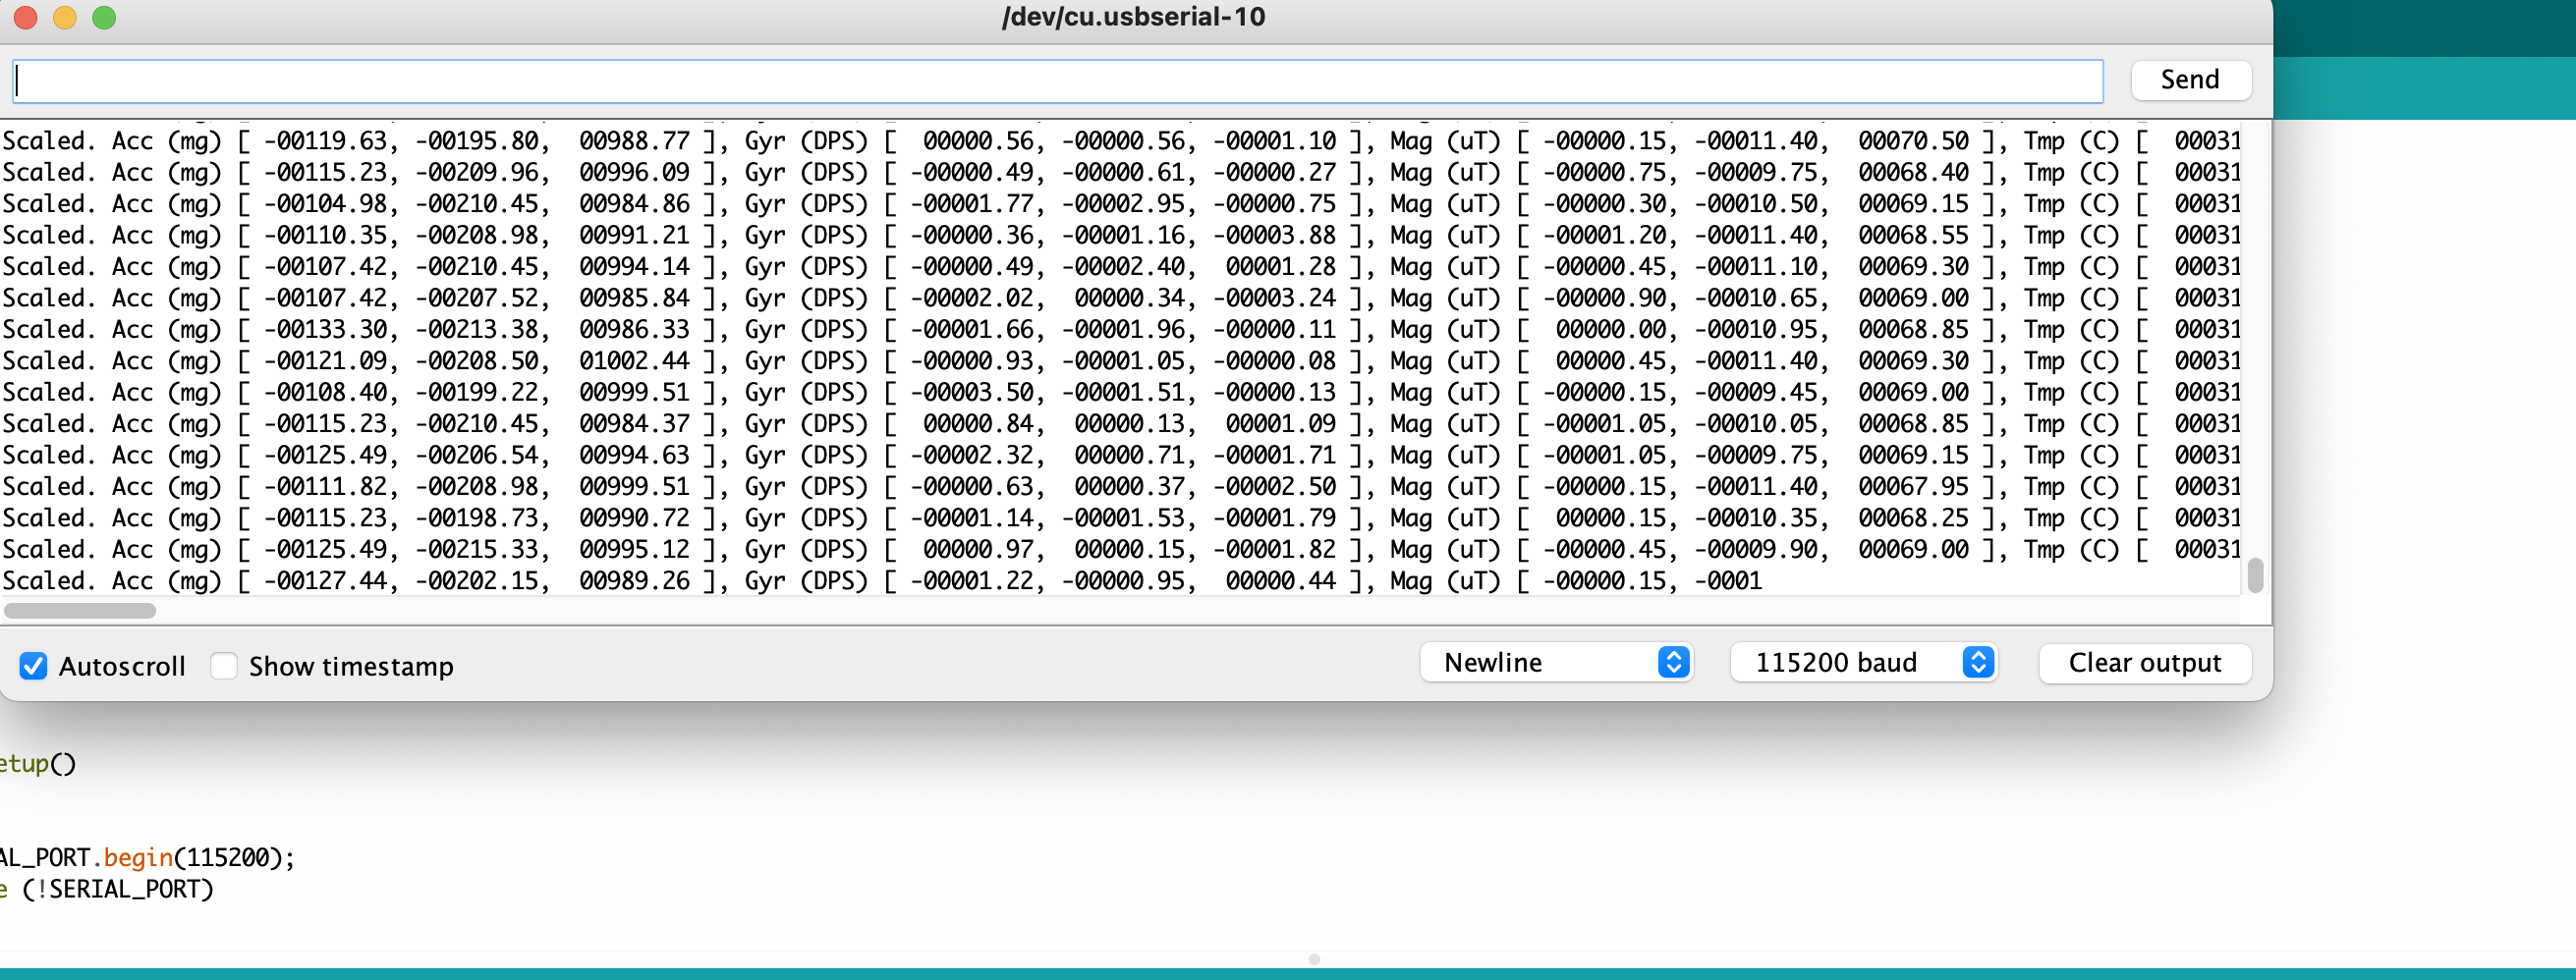 /dev/cu.usbserial-10
Send
Scaled. Acc (mg) [ -00119.63, -00195.80,  00988.77 ], Gyr (DPS) [  00000.56, -00000.56, -00001.10 ], Mag (uT) [ -00000.15, -00011.40,  00070.50 ], Tmp (C) [  00031
Scaled. Acc (mg) [ -00115.23, -00209.96,  00996.09 ], Gyr (DPS) [ -00000.49, -00000.61, -00000.27 ], Mag (uT) [ -00000.75, -00009.75,  00068.40 ], Tmp (C) [  00031
Scaled. Acc (mg) [ -00104.98, -00210.45,  00984.86 ], Gyr (DPS) [ -00001.77, -00002.95, -00000.75 ], Mag (uT) [ -00000.30, -00010.50,  00069.15 ], Tmp (C) [  00031
Scaled. Acc (mg) [ -00110.35, -00208.98,  00991.21 ], Gyr (DPS) [ -00000.36, -00001.16, -00003.88 ], Mag (uT) [ -00001.20, -00011.40,  00068.55 ], Tmp (C) [  00031
Scaled. Acc (mg) [ -00107.42, -00210.45,  00994.14 ], Gyr (DPS) [ -00000.49, -00002.40,  00001.28 ], Mag (uT) [ -00000.45, -00011.10,  00069.30 ], Tmp (C) [  00031
Scaled. Acc (mg) [ -00107.42, -00207.52,  00985.84 ], Gyr (DPS) [ -00002.02,  00000.34, -00003.24 ], Mag (uT) [ -00000.90, -00010.65,  00069.00 ], Tmp (C) [  00031
Scaled. Acc (mg) [ -00133.30, -00213.38,  00986.33 ], Gyr (DPS) [ -00001.66, -00001.96, -00000.11 ], Mag (uT) [  00000.00, -00010.95,  00068.85 ], Tmp (C) [  00031
Scaled. Acc (mg) [ -00121.09, -00208.50,  01002.44 ], Gyr (DPS) [ -00000.93, -00001.05, -00000.08 ], Mag (uT) [  00000.45, -00011.40,  00069.30 ], Tmp (C) [  00031
Scaled. Acc (mg) [ -00108.40, -00199.22,  00999.51 ], Gyr (DPS) [ -00003.50, -00001.51, -00000.13 ], Mag (uT) [ -00000.15, -00009.45,  00069.00 ], Tmp (C) [  00031
Scaled. Acc (mg) [ -00115.23, -00210.45,  00984.37 ], Gyr (DPS) [  00000.84,  00000.13,  00001.09 ], Mag (uT) [ -00001.05, -00010.05,  00068.85 ], Tmp (C) [  00031
Scaled. Acc (mg) [ -00125.49, -00206.54,  00994.63 ], Gyr (DPS) [ -00002.32,  00000.71, -00001.71 ], Mag (uT) [ -00001.05, -00009.75,  00069.15 ], Tmp (C) [  00031
Scaled. Acc (mg) [ -00111.82, -00208.98,  00999.51 ], Gyr (DPS) [ -00000.63,  00000.37, -00002.50 ], Mag (uT) [ -00000.15, -00011.40,  00067.95 ], Tmp (C) [  00031
Scaled. Acc (mg) [ -00115.23, -00198.73,  00990.72 ], Gyr (DPS) [ -00001.14, -00001.53, -00001.79 ], Mag (uT) [  00000.15, -00010.35,  00068.25 ], Tmp (C) [  00031
Scaled. Acc (mg) [ -00125.49, -00215.33,  00995.12 ], Gyr (DPS) [  00000.97,  00000.15, -00001.82 ], Mag (uT) [ -00000.45, -00009.90,  00069.00 ], Tmp (C) [  00031
Scaled. Acc (mg) [ -00127.44, -00202.15,  00989.26 ], Gyr (DPS) [ -00001.22, -00000.95,  00000.44 ], Mag (uT) [ -00000.15, -0001
Autoscroll Show timestamp Newline 115200 baud Clear output
etup()
AL_PORT.begin(115200);
e (!SERIAL_PORT)